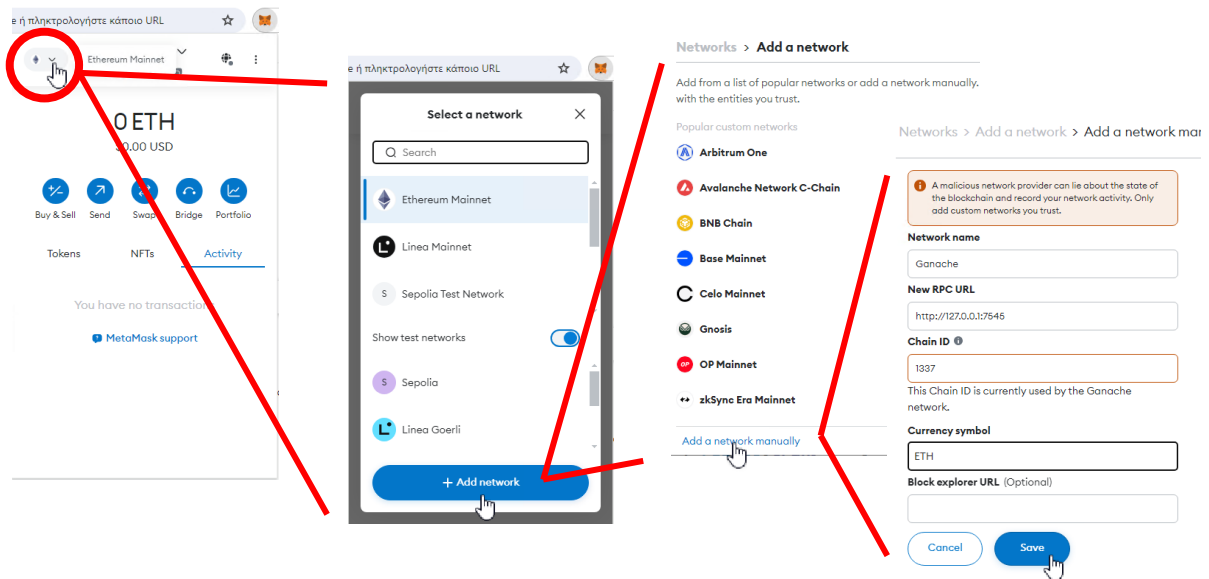 e ή πληκτρολογήστε κάποιο URL
Ethereum Mainnet
0 ETH
$0.00 USD
Buy & Sell
Send
Swap
Bridge
Portfolio
Tokens
NFTs
Activity
You have no transactions
MetaMask support
e ή πληκτρολογήστε κάποιο URL
Select a network
Search
Ethereum Mainnet
Linea Mainnet
S
Sepolia Test Network
Show test networks
S
Sepolia
Linea Goerli
+ Add network
Networks > Add a network
Add from a list of popular networks or add a network manually.
with the entities you trust.
Popular custom networks
Arbitrum One
Avalanche Network C-Chain
BNB Chain
Base Mainnet
Celo Mainnet
Gnosis
OP
OP Mainnet
zkSync Era Mainnet
Add a network manually
Networks > Add a network > Add a network mar
A malicious network provider can lie about the state of
the blockchain and record your network activity. Only
add custom networks you trust.
Network name
Ganache
New RPC URL
http://127.0.0.1:7545
Chain ID
1337
This Chain ID is currently used by the Ganache
network.
Currency symbol
ETH
Block explorer URL (Optional)
Cancel
Save